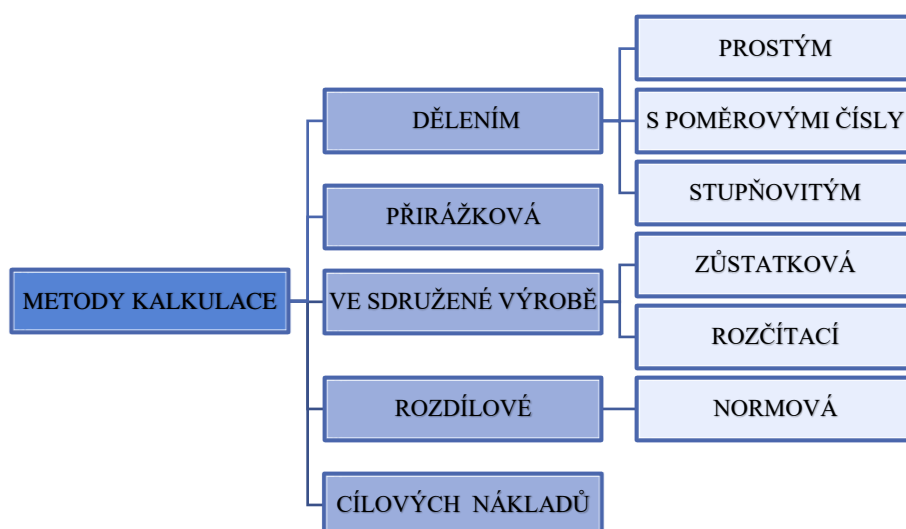 METODY KALKULACE
DĚLENÍM
PROSTÝM
S POMĚROVÝMI ČÍSLY
STUPŇOVITÝM
PŘIRÁŽKOVÁ
VE SDRUŽENÉ VÝROBĚ
ZŮSTATKOVÁ
ROZČÍTACÍ
ROZDÍLOVÉ
NORMOVÁ
CÍLOVÝCH NÁKLADŮ